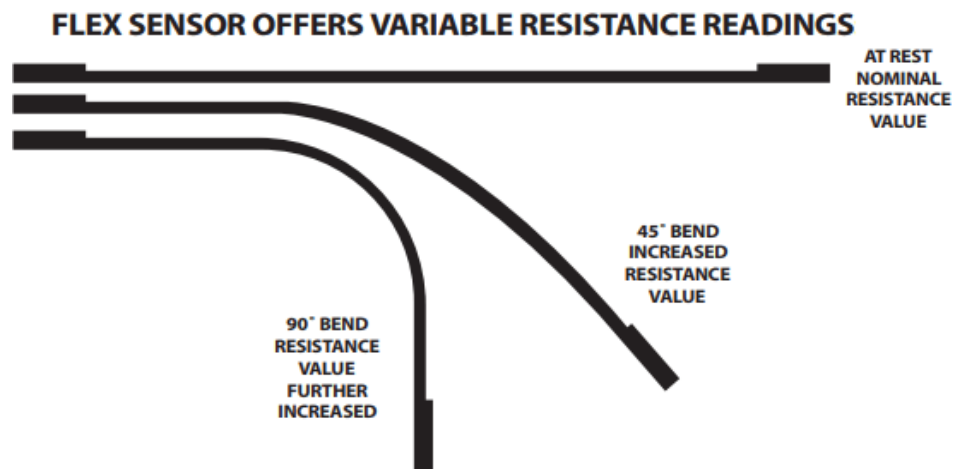 FLEX SENSOR OFFERS VARIABLE RESISTANCE READINGS
AT REST
NOMINAL
RESISTANCE
VALUE
45˚ BEND
INCREASED
RESISTANCE
VALUE
90˚ BEND
RESISTANCE
VALUE
FURTHER
INCREASED